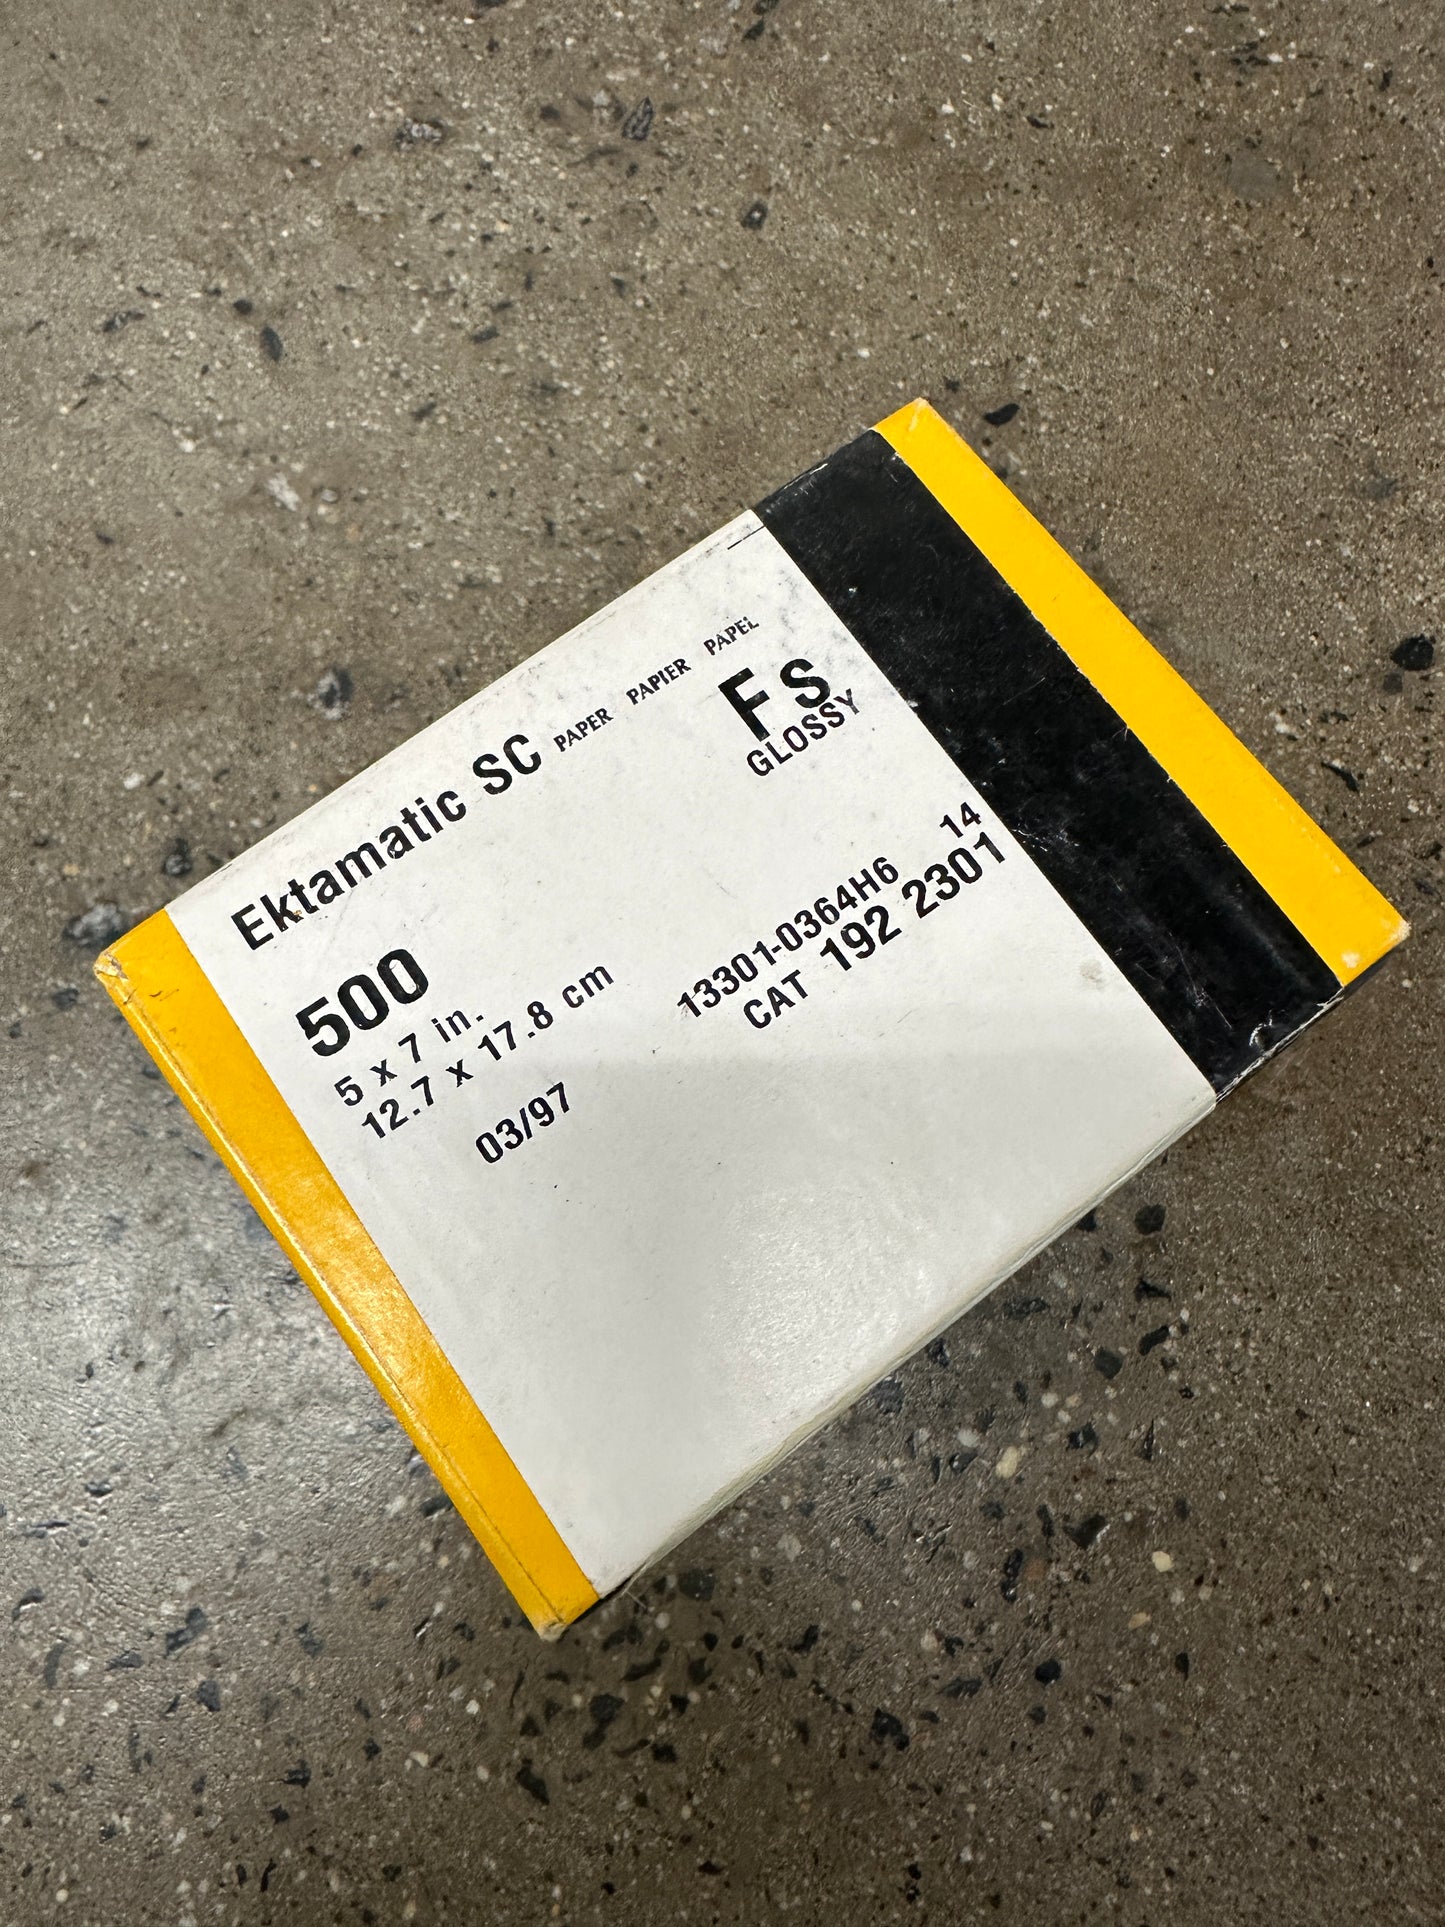 Ektamatic SC PAPER PAPIER PAPEL
F S
GLOSSY
500
5 x 7 in.
12.7 x 17.8 cm
03/97
14
13301-0364H6
CAT 192 2301